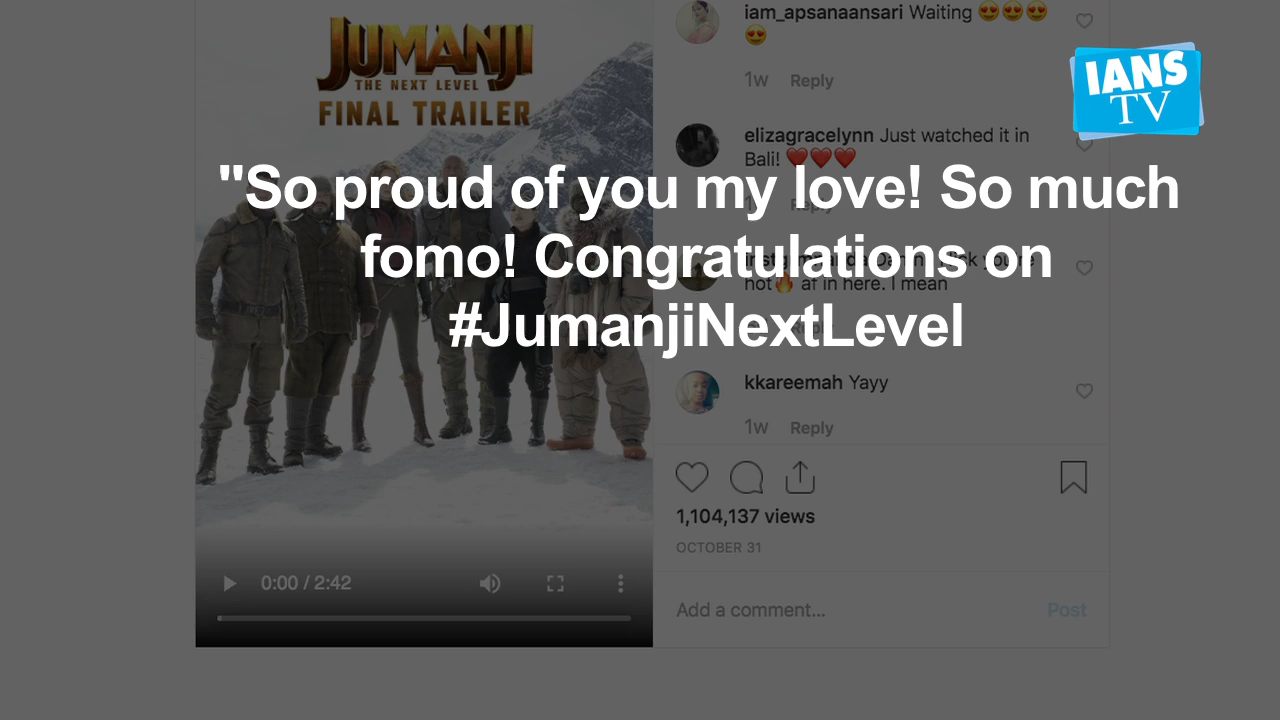 JUMANJI
THE NEXT LEVEL
FINAL TRAILER
iam_apsanaansari Waiting 😍😍😍
😍
1w Reply
IANS
TV
elizagracelynn Just watched it in
Bali! ❤️❤️❤️
"So proud of you my love! So much
fomo! Congratulations on
#JumanjiNextLevel
hot🔥 af in here. I mean
kkareemah Yayy
1w Reply
1,104,137 views
OCTOBER 31
0:00 / 2:42
Add a comment... Post